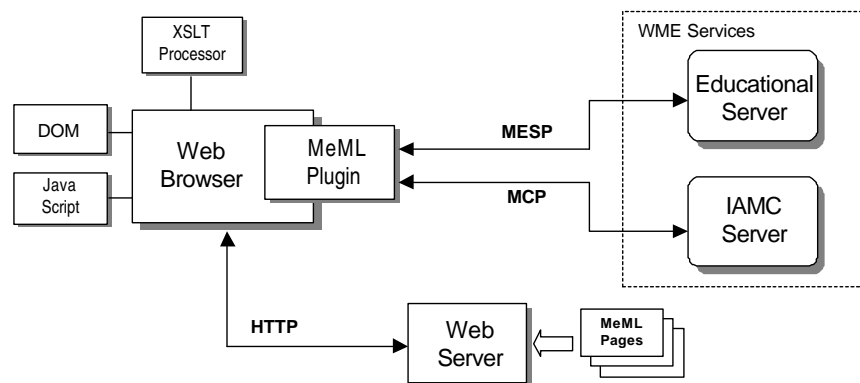 XSLT
Processor
WME Services
Educational
Server
DOM
Web
Browser
MeML
Plugin
MESP
Java
Script
MCP
IAMC
Server
HTTP
Web
Server
MeML
Pages